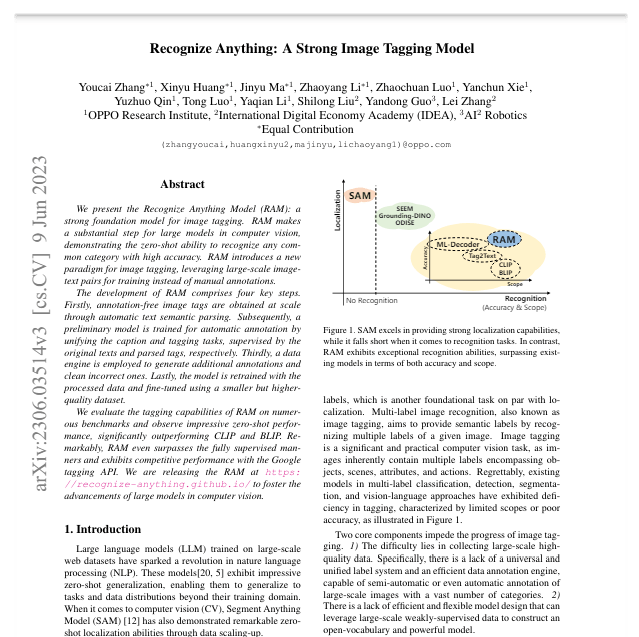 Recognize Anything: A Strong Image Tagging Model
Youcai Zhang*1, Xinyu Huang*1, Jinyu Ma*1, Zhaoyang Li*1, Zhaochuan Luo1, Yanchun Xie1,
Yuzhuo Qin1, Tong Luo1, Yaqian Li1, Shilong Liu2, Yandong Guo3, Lei Zhang2
1OPPO Research Institute, 2International Digital Economy Academy (IDEA), 3AI2 Robotics
*Equal Contribution
{zhangyoucai,huangxinyu2,majinyu,lichaoyang1}@oppo.com
arXiv:2306.03514v3 [cs.CV] 9 Jun 2023
Abstract
We present the Recognize Anything Model (RAM): a
strong foundation model for image tagging. RAM makes
a substantial step for large models in computer vision,
demonstrating the zero-shot ability to recognize any com-
mon category with high accuracy. RAM introduces a new
paradigm for image tagging, leveraging large-scale image-
text pairs for training instead of manual annotations.
The development of RAM comprises four key steps.
Firstly, annotation-free image tags are obtained at scale
through automatic text semantic parsing. Subsequently, a
preliminary model is trained for automatic annotation by
unifying the caption and tagging tasks, supervised by the
original texts and parsed tags, respectively. Thirdly, a data
engine is employed to generate additional annotations and
clean incorrect ones. Lastly, the model is retrained with the
processed data and fine-tuned using a smaller but higher-
quality dataset.
We evaluate the tagging capabilities of RAM on numer-
ous benchmarks and observe impressive zero-shot perfor-
mance, significantly outperforming CLIP and BLIP. Re-
markably, RAM even surpasses the fully supervised man-
ners and exhibits competitive performance with the Google
tagging API. We are releasing the RAM at https:
//recognize-anything.github.io/ to foster the
advancements of large models in computer vision.
1. Introduction
Large language models (LLM) trained on large-scale
web datasets have sparked a revolution in nature language
processing (NLP). These models[20, 5] exhibit impressive
zero-shot generalization, enabling them to generalize to
tasks and data distributions beyond their training domain.
When it comes to computer vision (CV), Segment Anything
Model (SAM) [12] has also demonstrated remarkable zero-
shot localization abilities through data scaling-up.
Localization
SAM
SEEM
Grounding-DINO
ODISE
Accuracy
ML-Decoder
RAM
Tag2Text
CLIP
BLIP
Scope
No Recognition
Recognition
(Accuracy & Scope)
Figure 1. SAM excels in providing strong localization capabilities,
while it falls short when it comes to recognition tasks. In contrast,
RAM exhibits exceptional recognition abilities, surpassing exist-
ing models in terms of both accuracy and scope.
labels, which is another foundational task on par with lo-
calization. Multi-label image recognition, also known as
image tagging, aims to provide semantic labels by recog-
nizing multiple labels of a given image. Image tagging
is a significant and practical computer vision task, as im-
ages inherently contain multiple labels encompassing ob-
jects, scenes, attributes, and actions. Regrettably, existing
models in multi-label classification, detection, segmenta-
tion, and vision-language approaches have exhibited defi-
ciency in tagging, characterized by limited scopes or poor
accuracy, as illustrated in Figure 1.
Two core components impede the progress of image tag-
ging. 1) The difficulty lies in collecting large-scale high-
quality data. Specifically, there is a lack of a universal and
unified label system and an efficient data annotation engine,
capable of semi-automatic or even automatic annotation of
large-scale images with a vast number of categories. 2)
There is a lack of efficient and flexible model design that can
leverage large-scale weakly-supervised data to construct an
open-vocabulary and powerful model.